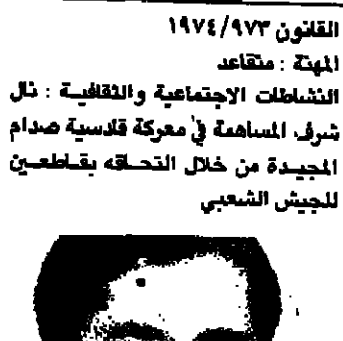 القانون ١٩٧٤/٩٧٣
المهنة : متقاعد
النشاطات الاجتماعية والثقافية : نال
شرف المساهمة في معركة قادسية صدام
المجيدة من خلال التحاقه بقاطعين
للجيش الشعبي